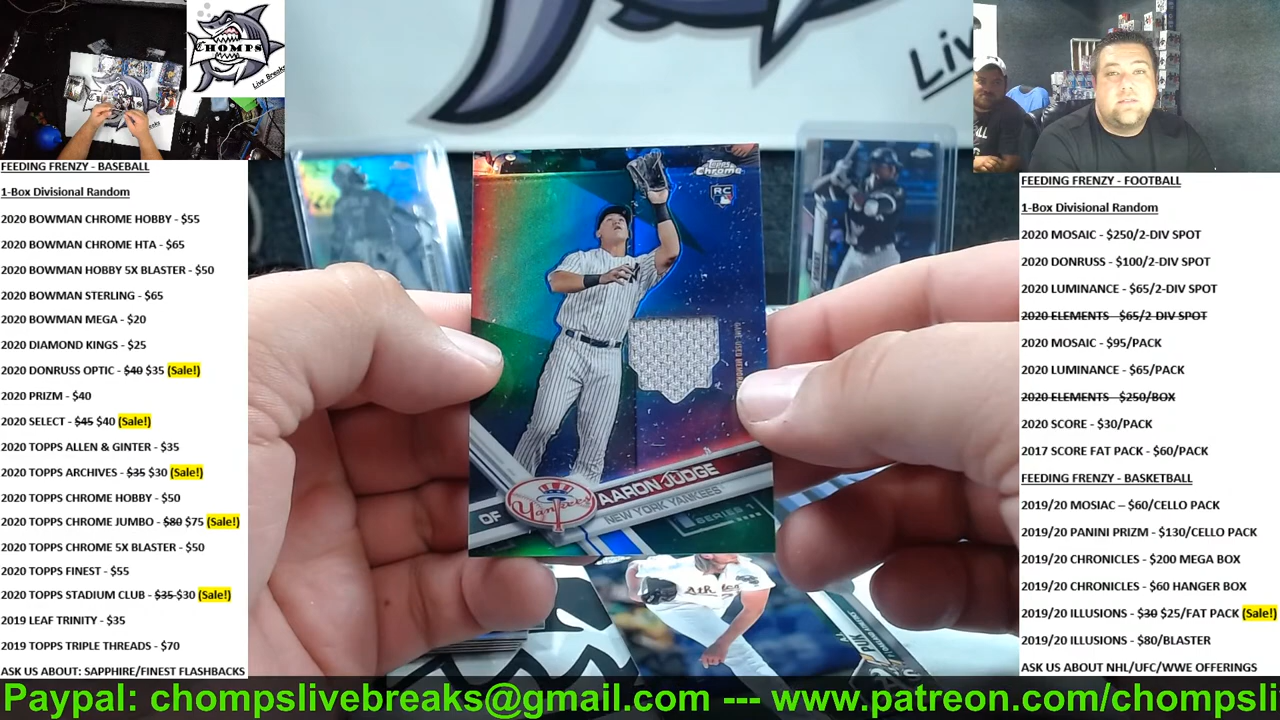 CHOMPS
Live Breaks
Liv
FEEDING FRENZY - BASEBALL
1-Box Divisional Random
2020 BOWMAN CHROME HOBBY - $55
2020 BOWMAN CHROME HTA - $65
2020 BOWMAN HOBBY 5X BLASTER - $50
2020 BOWMAN STERLING - $65
2020 BOWMAN MEGA - $20
2020 DIAMOND KINGS - $25
2020 DONRUSS OPTIC - $40 $35 (Sale!)
2020 PRIZM - $40
2020 SELECT - $45 $40 (Sale!)
2020 TOPPS ALLEN & GINTER - $35
2020 TOPPS ARCHIVES - $35 $30 (Sale!)
2020 TOPPS CHROME HOBBY - $50
2020 TOPPS CHROME JUMBO - $80 $75 (Sale!)
2020 TOPPS CHROME 5X BLASTER - $50
2020 TOPPS FINEST - $55
2020 TOPPS STADIUM CLUB - $35 $30 (Sale!)
2019 LEAF TRINITY - $35
2019 TOPPS TRIPLE THREADS - $70
ASK US ABOUT: SAPPHIRE/FINEST FLASHBACKS
Topps
Chrome
RC
GAME-USED MEMORAB
OF
Yankees
AARON JUDGE
NEW YORK YANKEES
SERIES 1
FEEDING FRENZY - FOOTBALL
1-Box Divisional Random
2020 MOSAIC - $250/2-DIV SPOT
2020 DONRUSS - $100/2-DIV SPOT
2020 LUMINANCE - $65/2-DIV SPOT
2020 ELEMENTS - $65/2-DIV SPOT
2020 MOSAIC - $95/PACK
2020 LUMINANCE - $65/PACK
2020 ELEMENTS - $250/BOX
2020 SCORE - $30/PACK
2017 SCORE FAT PACK - $60/PACK
FEEDING FRENZY - BASKETBALL
2019/20 MOSIAC – $60/CELLO PACK
2019/20 PANINI PRIZM - $130/CELLO PACK
2019/20 CHRONICLES - $200 MEGA BOX
2019/20 CHRONICLES - $60 HANGER BOX
2019/20 ILLUSIONS - $30 $25/FAT PACK (Sale!)
2019/20 ILLUSIONS - $80/BLASTER
ASK US ABOUT NHL/UFC/WWE OFFERINGS
Paypal: chompslivebreaks@gmail.com --- www.patreon.com/chompsli